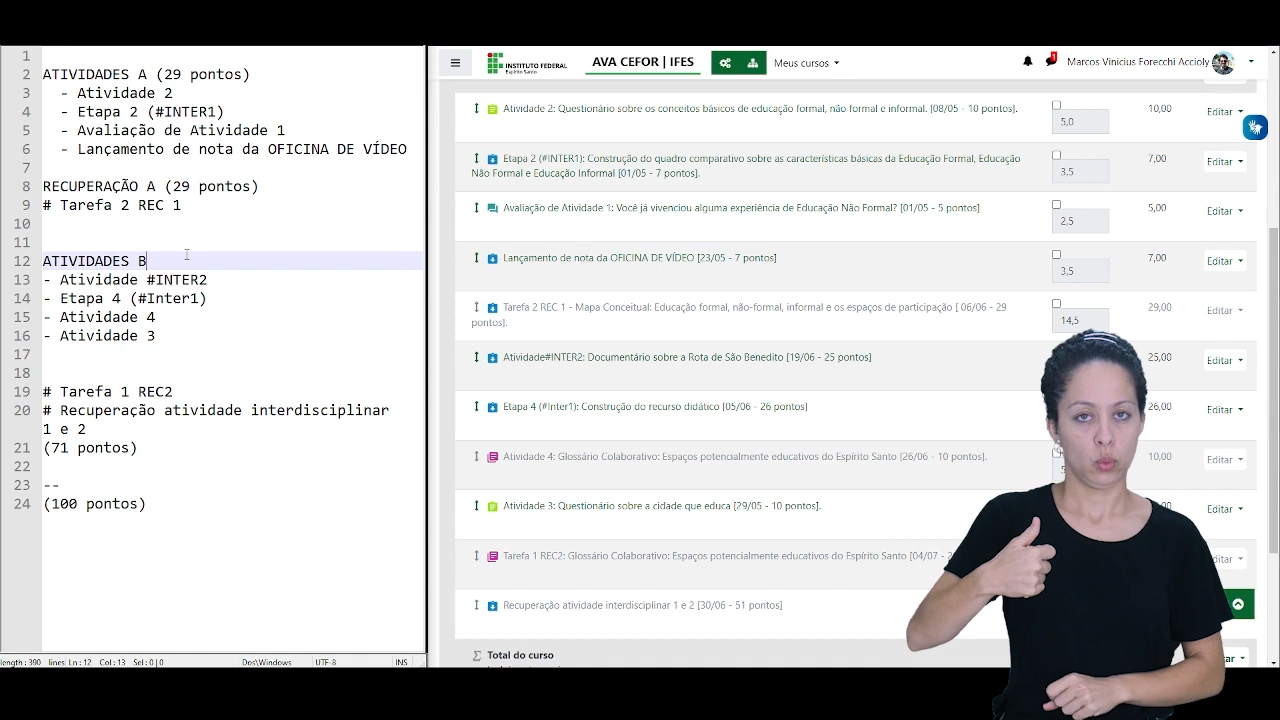 1
2 ATIVIDADES A (29 pontos)
3 - Atividade 2
4 - Etapa 2 (#INTER1)
5 - Avaliação de Atividade 1
6 - Lançamento de nota da OFICINA DE VÍDEO
7
8 RECUPERAÇÃO A (29 pontos)
9 # Tarefa 2 REC 1
10
11
12 ATIVIDADES B
13 - Atividade #INTER2
14 - Etapa 4 (#Inter1)
15 - Atividade 4
16 - Atividade 3
17
18
19 # Tarefa 1 REC2
20 # Recuperação atividade interdisciplinar
1 e 2
21 (71 pontos)
22
23 --
24 (100 pontos)
length : 390 lines Ln : 12 Col : 13 Sel : 0 | 0 Dos\Windows UTF-8 INS
INSTITUTO FEDERAL
Espírito Santo
AVA CEFOR | IFES
Meus cursos
Marcos Vinicius Forecchi Accioly
Atividade 2: Questionário sobre os conceitos básicos de educação formal, não formal e informal. [08/05 - 10 pontos].
5,0
10,00
Editar
Etapa 2 (#INTER1): Construção do quadro comparativo sobre as características básicas da Educação Formal, Educação
Não Formal e Educação Informal [01/05 - 7 pontos].
3,5
7,00
Editar
Avaliação de Atividade 1: Você já vivenciou alguma experiência de Educação Não Formal? [01/05 - 5 pontos]
2,5
5,00
Editar
Lançamento de nota da OFICINA DE VÍDEO [23/05 - 7 pontos]
3,5
7,00
Editar
Tarefa 2 REC 1 - Mapa Conceitual: Educação formal, não-formal, informal e os espaços de participação [ 06/06 - 29
pontos].
14,5
29,00
Editar
Atividade#INTER2: Documentário sobre a Rota de São Benedito [19/06 - 25 pontos]
25,00
Editar
Etapa 4 (#Inter1): Construção do recurso didático [05/06 - 26 pontos]
26,00
Editar
Atividade 4: Glossário Colaborativo: Espaços potencialmente educativos do Espírito Santo [26/06 - 10 pontos].
10,00
Editar
Atividade 3: Questionário sobre a cidade que educa [29/05 - 10 pontos].
Editar
Tarefa 1 REC2: Glossário Colaborativo: Espaços potencialmente educativos do Espírito Santo [04/07 -
Editar
Recuperação atividade interdisciplinar 1 e 2 [30/06 - 51 pontos]
Σ Total do curso